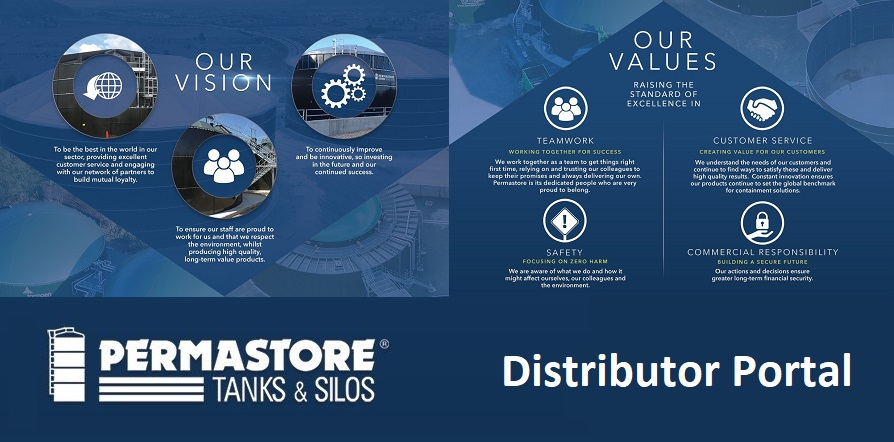 OUR
VISION
To be the best in the world in our
sector, providing excellent
customer service and engaging
with our network of partners to
build mutual loyalty.
To ensure our staff are proud to
work for us and that we respect
the environment, whilst
producing high quality,
long-term value products.
PERMASTORE
TANKS & SILOS
To continuously improve
and be innovative, so investing
in the future and our
continued success.
OUR
VALUES
RAISING THE
STANDARD OF
EXCELLENCE IN
TEAMWORK
WORKING TOGETHER FOR SUCCESS
We work together as a team to get things right
first time, relying on and trusting our colleagues to
keep their promises and always delivering our own.
Permastore is its dedicated people who are very
proud to belong.
CUSTOMER SERVICE
CREATING VALUE FOR OUR CUSTOMERS
We understand the needs of our customers and
continue to find ways to satisfy these and deliver
high quality results. Constant innovation ensures
our products continue to set the global benchmark
for containment solutions.
SAFETY
FOCUSING ON ZERO HARM
We are aware of what we do and how it
might affect ourselves, our colleagues and
the environment.
COMMERCIAL RESPONSIBILITY
BUILDING A SECURE FUTURE
Our actions and decisions ensure
greater long-term financial security.
PERMASTORE®
TANKS & SILOS
Distributor Portal